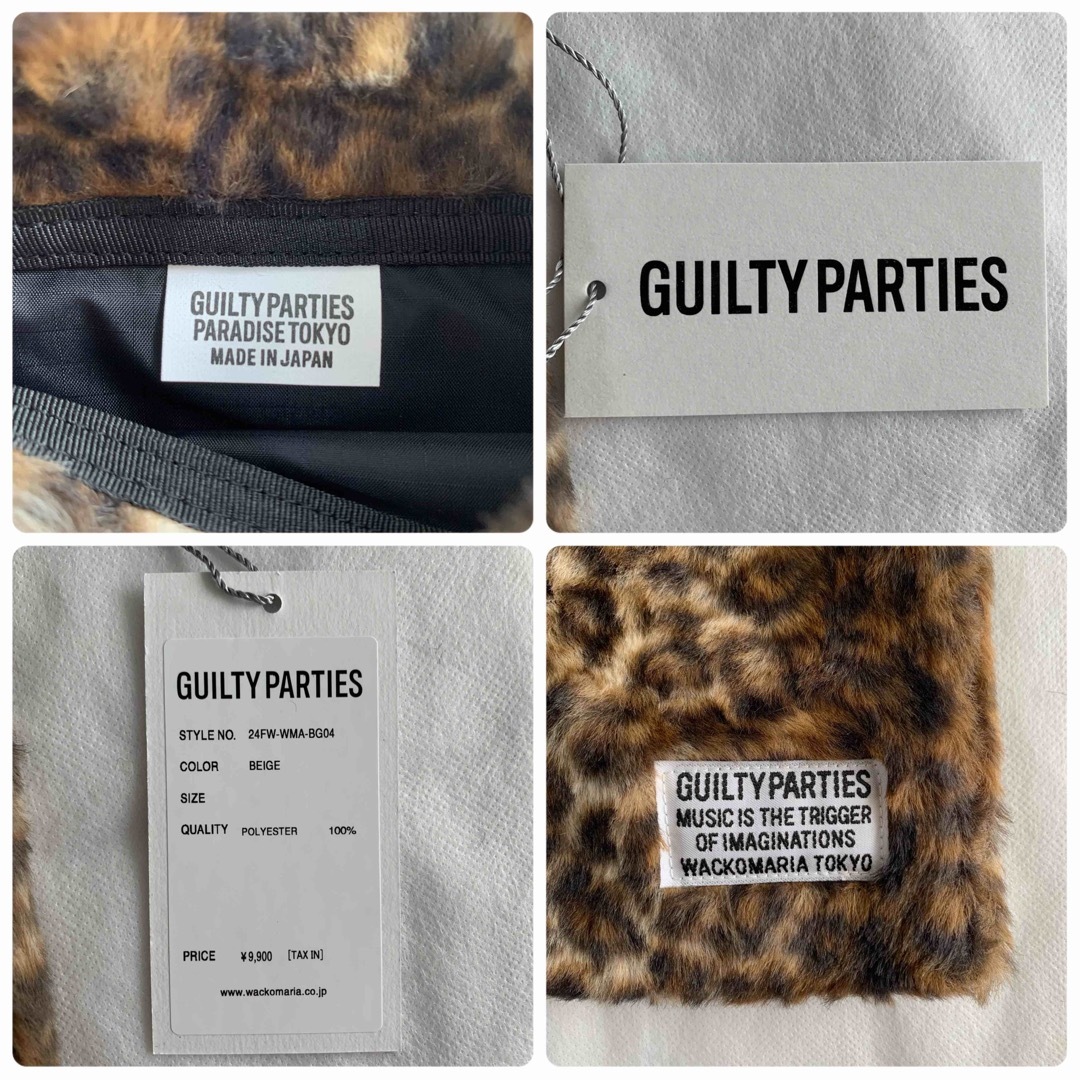 GUILTY PARTIES
PARADISE TOKYO
MADE IN JAPAN
GUILTY PARTIES
GUILTY PARTIES
STYLE NO. 24FW-WMA-BG04
COLOR BEIGE
SIZE
QUALITY POLYESTER 100%
PRICE ¥9,900 [TAX IN]
www.wackomaria.co.jp
GUILTY PARTIES
MUSIC IS THE TRIGGER
OF IMAGINATIONS
WACKOMARIA TOKYO